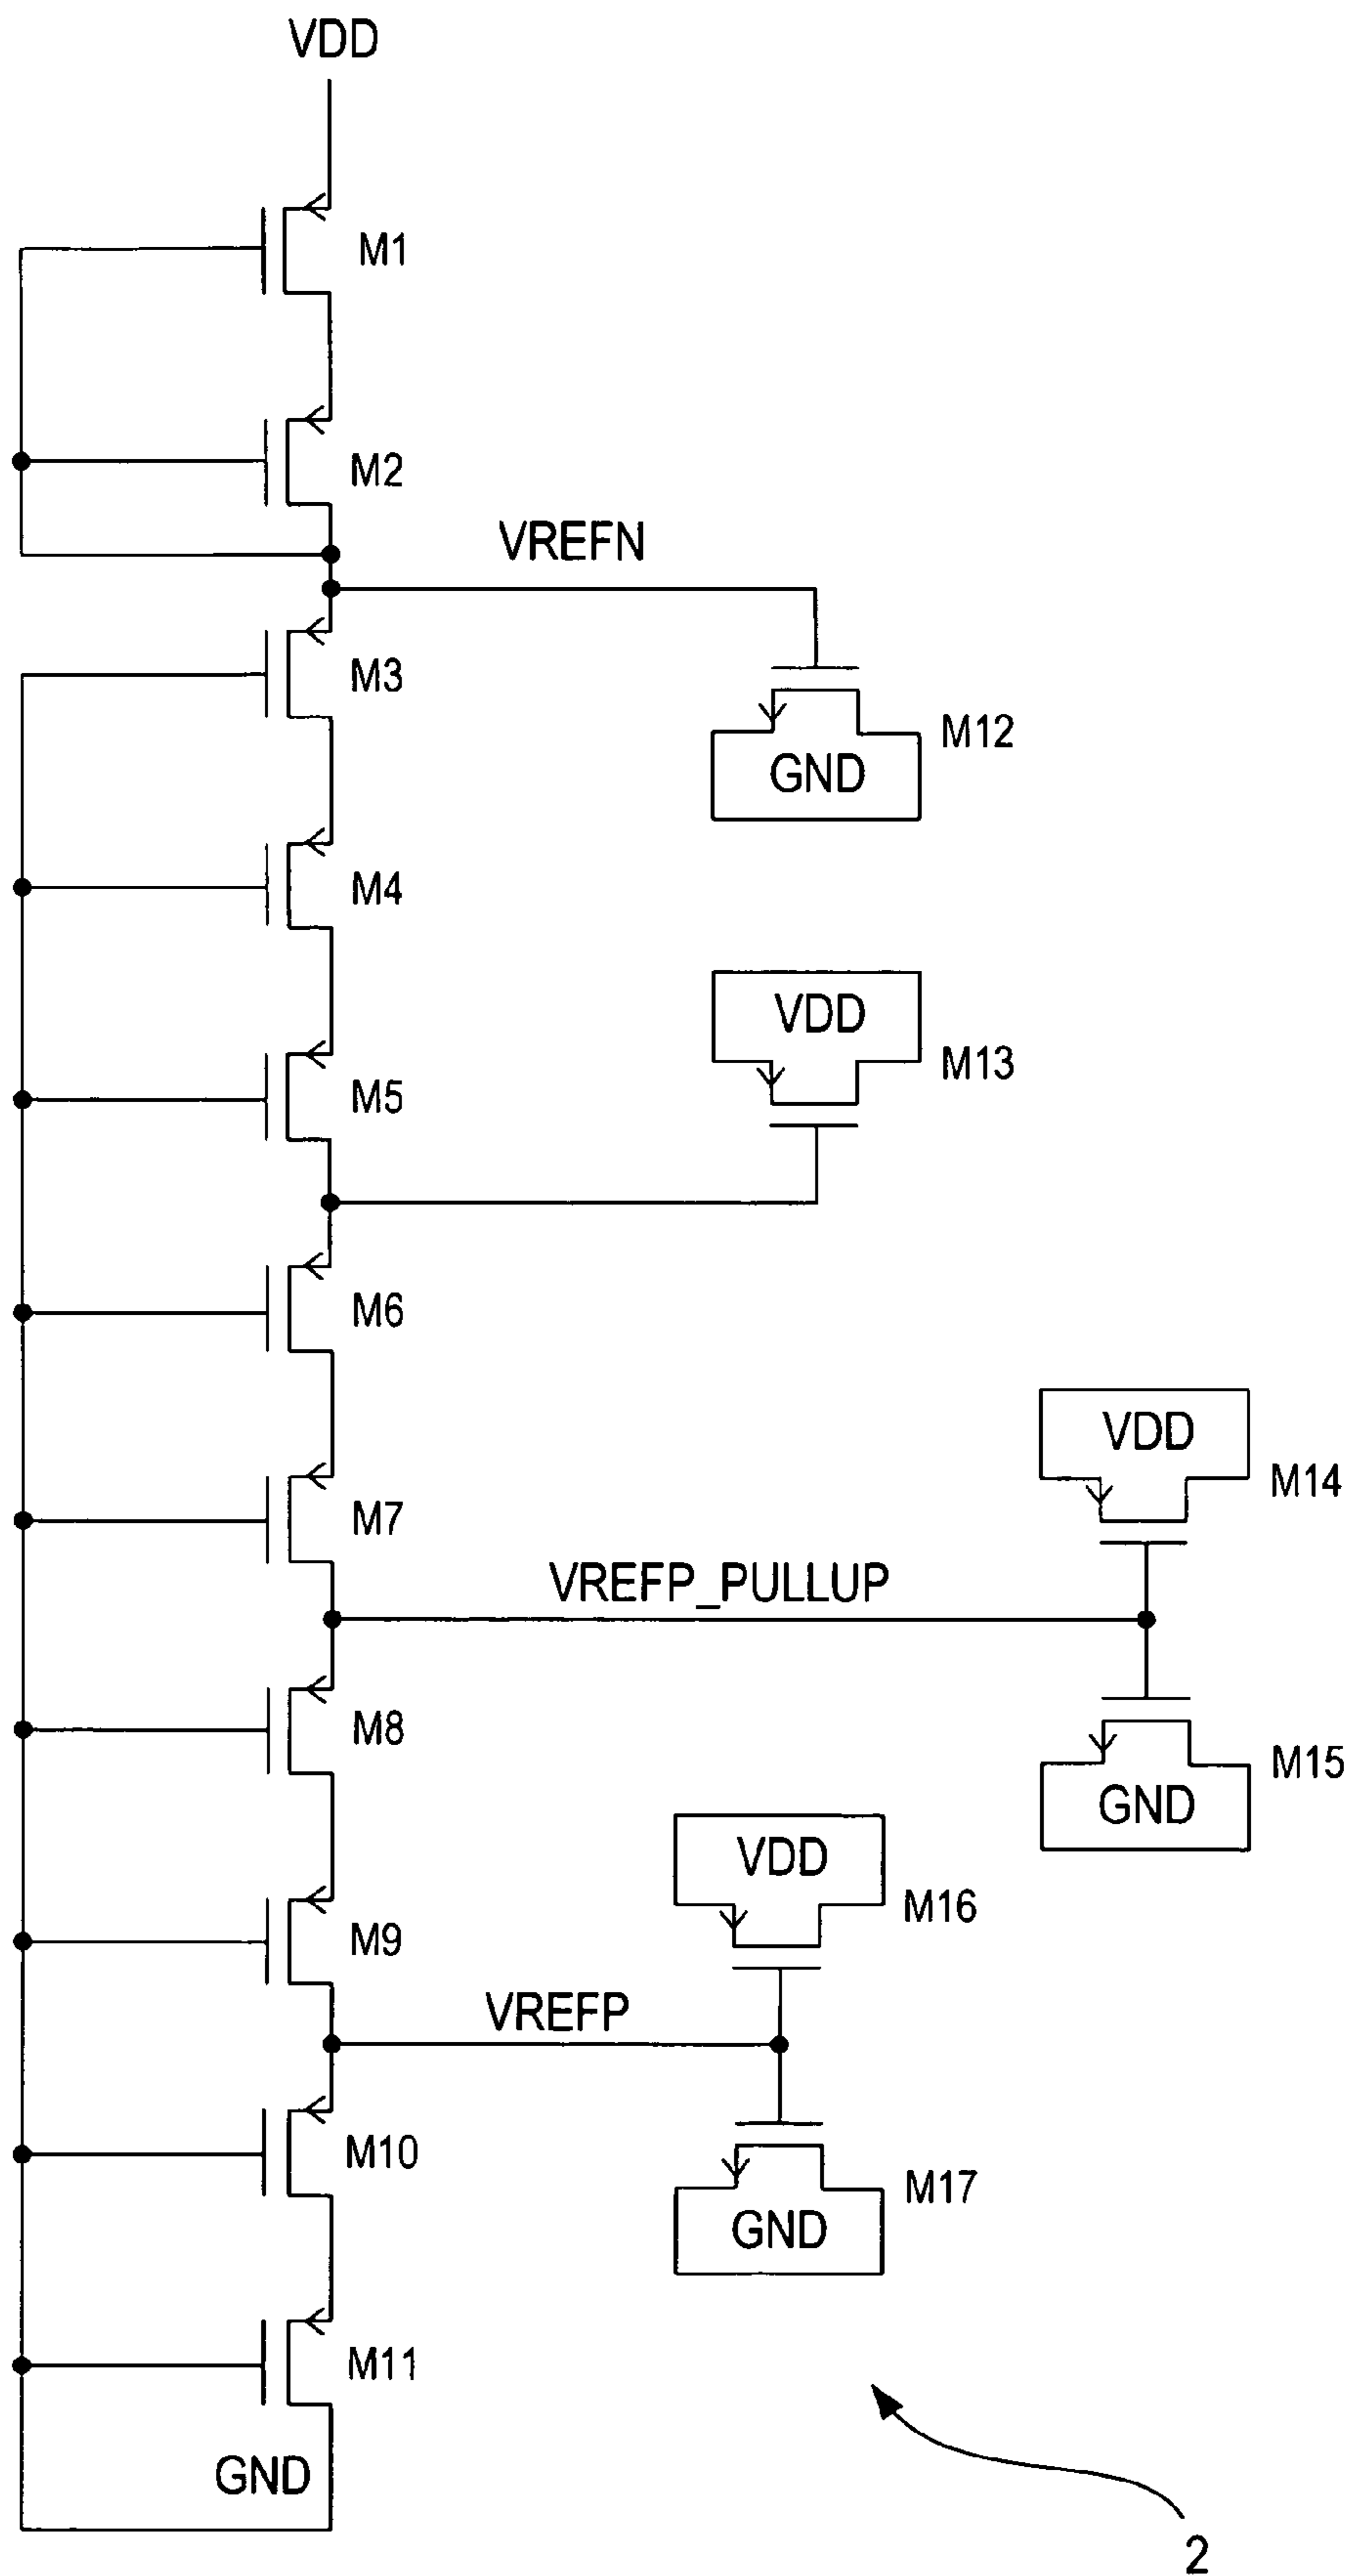 VDD
M1
M2
VREFN
M3
M12
GND
M4
VDD
M13
M5
M6
VDD
M14
M7
VREFP_PULLUP
M8
M15
GND
VDD
M16
M9
VREFP
M10
M17
GND
M11
GND
2